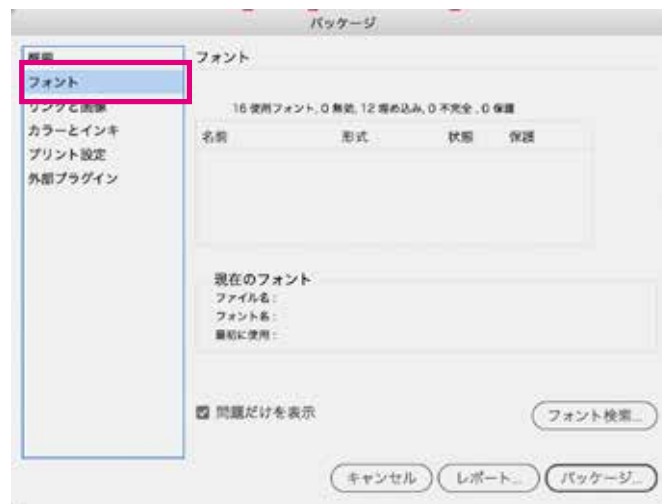 パッケージ
概要
フォント
リンクと画像
カラーとインキ
プリント設定
外部プラグイン
フォント
16 使用フォント, 0 無効, 12 埋め込み, 0 不完全 , 0 保護
名前 形式 状態 保護
現在のフォント
ファイル名 :
フォント名 :
最初に使用 :
問題だけを表示
フォント検索...
キャンセル
レポート...
パッケージ...